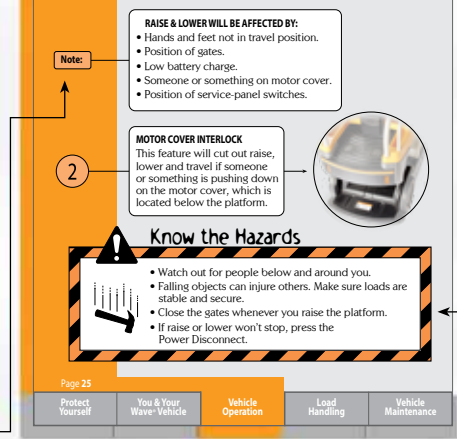 RAISE & LOWER WILL BE AFFECTED BY:
• Hands and feet not in travel position.
• Position of gates.
• Low battery charge.
• Someone or something on motor cover.
• Position of service-panel switches.
Note:
MOTOR COVER INTERLOCK
This feature will cut out raise,
lower and travel if someone
or something is pushing down
on the motor cover, which is
located below the platform.
2
Know the Hazards
• Watch out for people below and around you.
• Falling objects can injure others. Make sure loads are
stable and secure.
• Close the gates whenever you raise the platform.
• If raise or lower won't stop, press the
Power Disconnect.
Page 25
Protect
Yourself
You & Your
Wave® Vehicle
Vehicle
Operation
Load
Handling
Vehicle
Maintenance